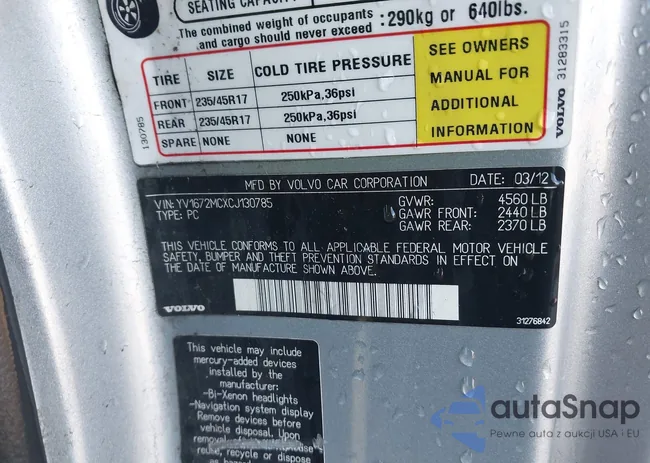 SEATING CAPACITY
The combined weight of occupants and cargo should never exceed : 290kg or 640lbs.
TIRE SIZE COLD TIRE PRESSURE
FRONT 235/45R17 250kPa,36psi
REAR 235/45R17 250kPa,36psi
SPARE NONE NONE
SEE OWNERS
MANUAL FOR
ADDITIONAL
INFORMATION
130785
VOLVO 31283315
MFD BY VOLVO CAR CORPORATION DATE: 03/12
VIN: YV1672MCXCJ130785
TYPE: PC
GVWR: 4560 LB
GAWR FRONT: 2440 LB
GAWR REAR: 2370 LB
THIS VEHICLE CONFORMS TO ALL APPLICABLE FEDERAL MOTOR VEHICLE
SAFETY, BUMPER AND THEFT PREVENTION STANDARDS IN EFFECT ON
THE DATE OF MANUFACTURE SHOWN ABOVE.
VOLVO
31276842
This vehicle may include
mercury-added devices
installed by the
manufacturer:
-Bi-Xenon headlights
-Navigation system display
Remove devices before
vehicle disposal. Upon
removal
reuse, recycle or dispose
autaSnap
Pewne auta z aukcji USA - Europa